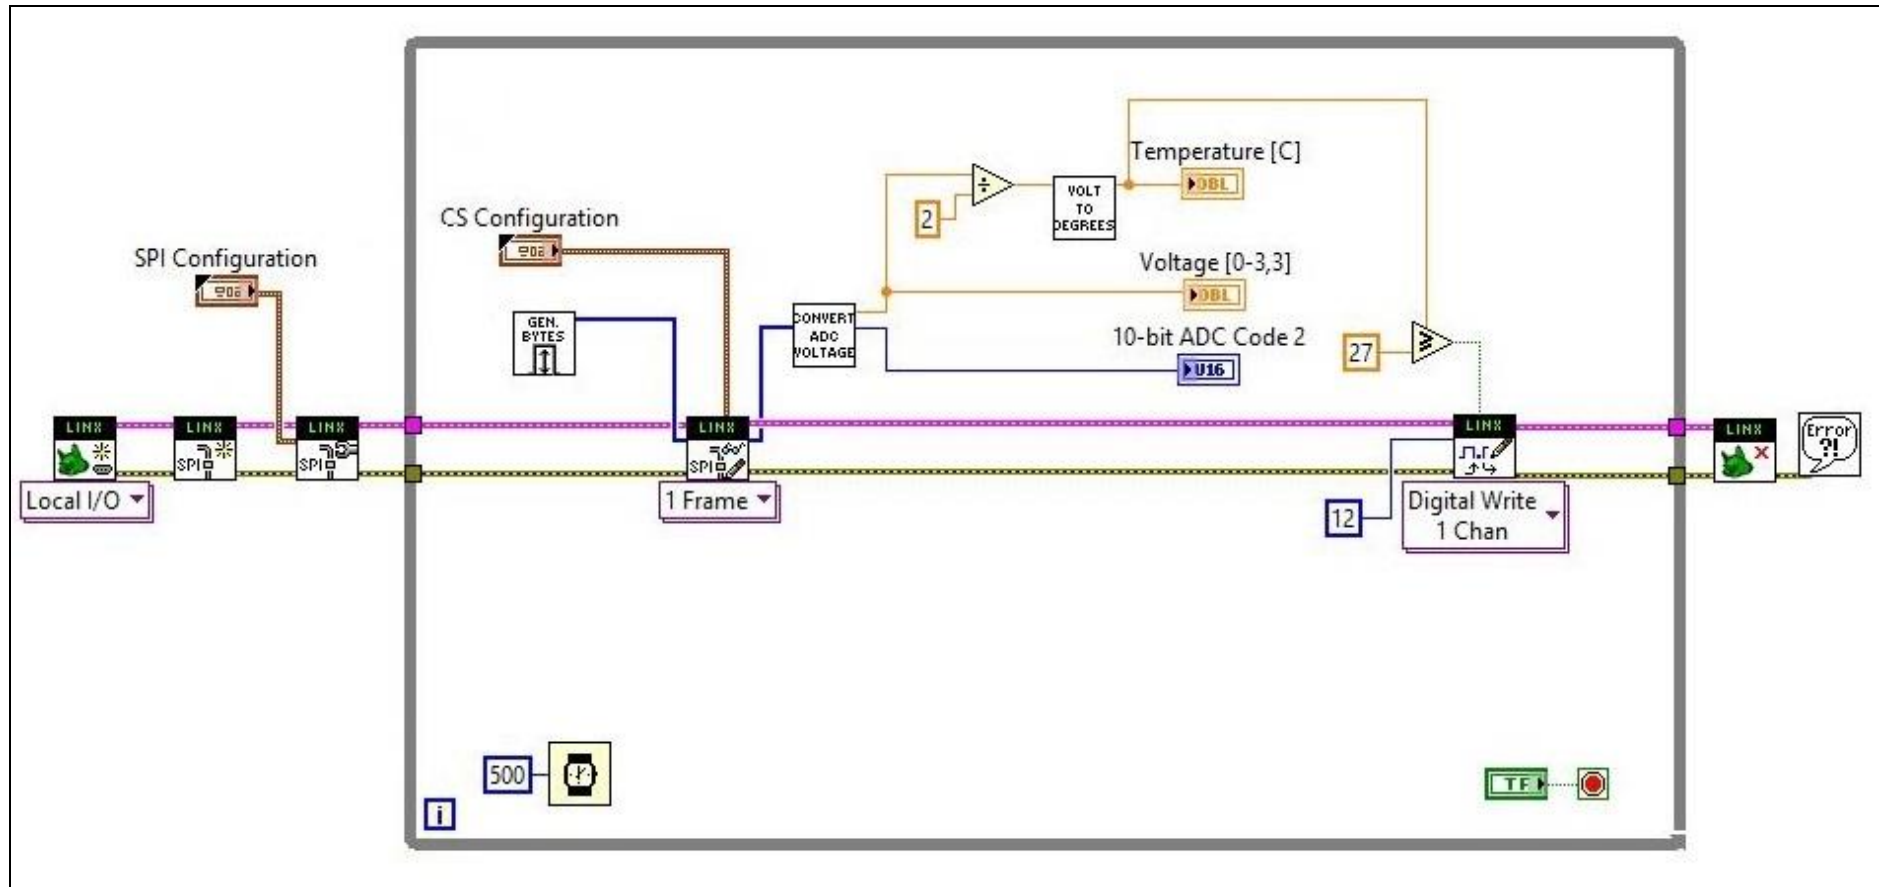 Temperature [C]
÷
DBL
VOLT
TO
DEGREES
2
CS Configuration
SPI Configuration
Voltage [0-3,3]
DBL
GEN.
BYTES
CONVERT
ADC
VOLTAGE
10-bit ADC Code 2
U16
27
≥
LINX
LINX
SPI
LINX
SPI
LINX
SPI
LINX
LINX
Error
?!
Local I/O
1 Frame
12
Digital Write
1 Chan
500
TF
i